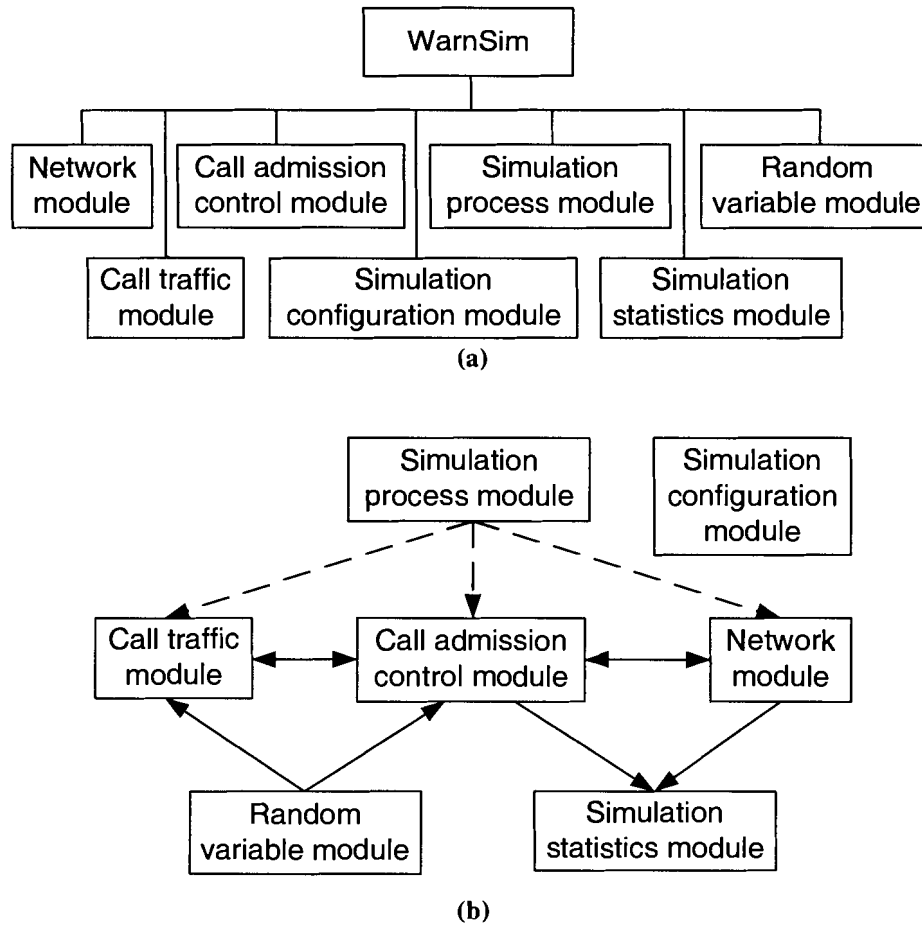 WarnSim
Network
module
Call admission
control module
Simulation
process module
Random
variable module
Call traffic
module
Simulation
configuration module
Simulation
statistics module
(a)
Simulation
process module
Simulation
configuration
module
Call traffic
module
Call admission
control module
Network
module
Random
variable module
Simulation
statistics module
(b)